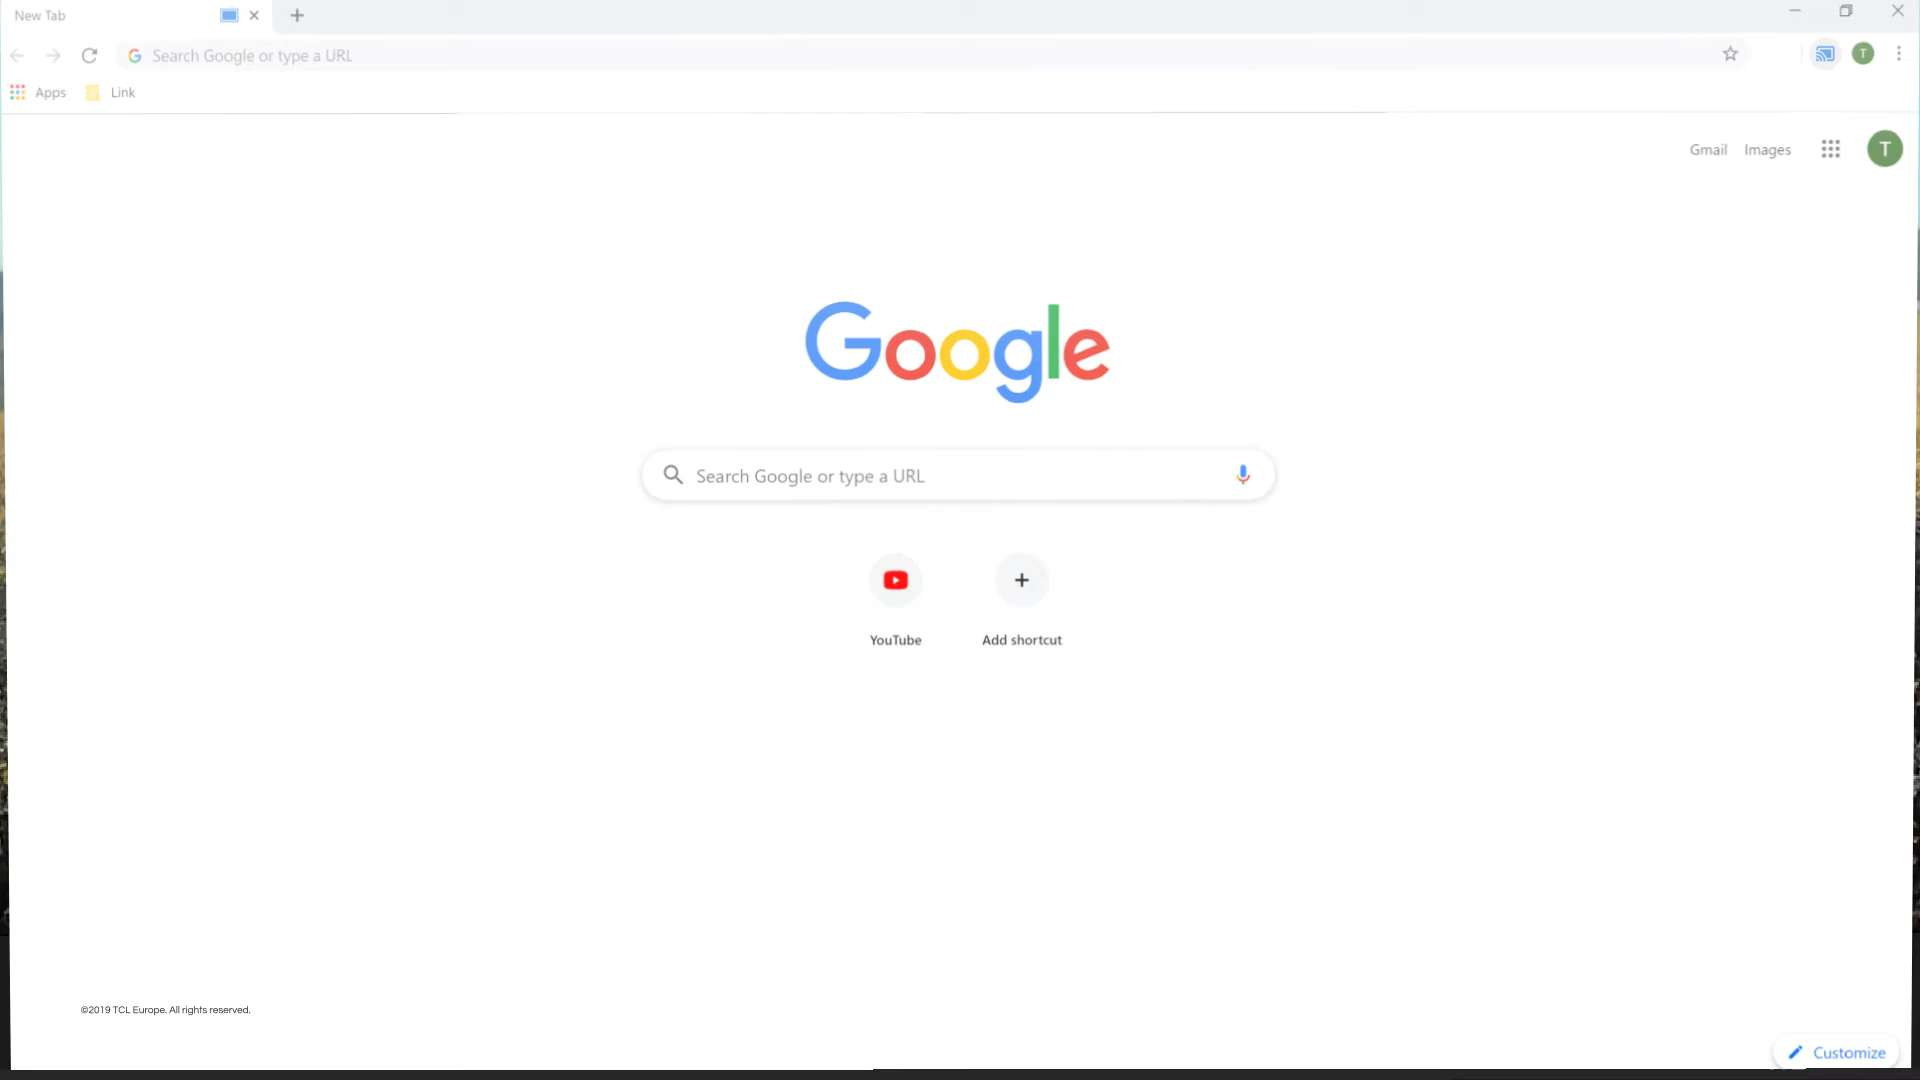 New Tab
Search Google or type a URL
T
Apps
Link
Gmail Images
T
Google
Search Google or type a URL
YouTube
Add shortcut
©2019 TCL Europe. All rights reserved.
Customize